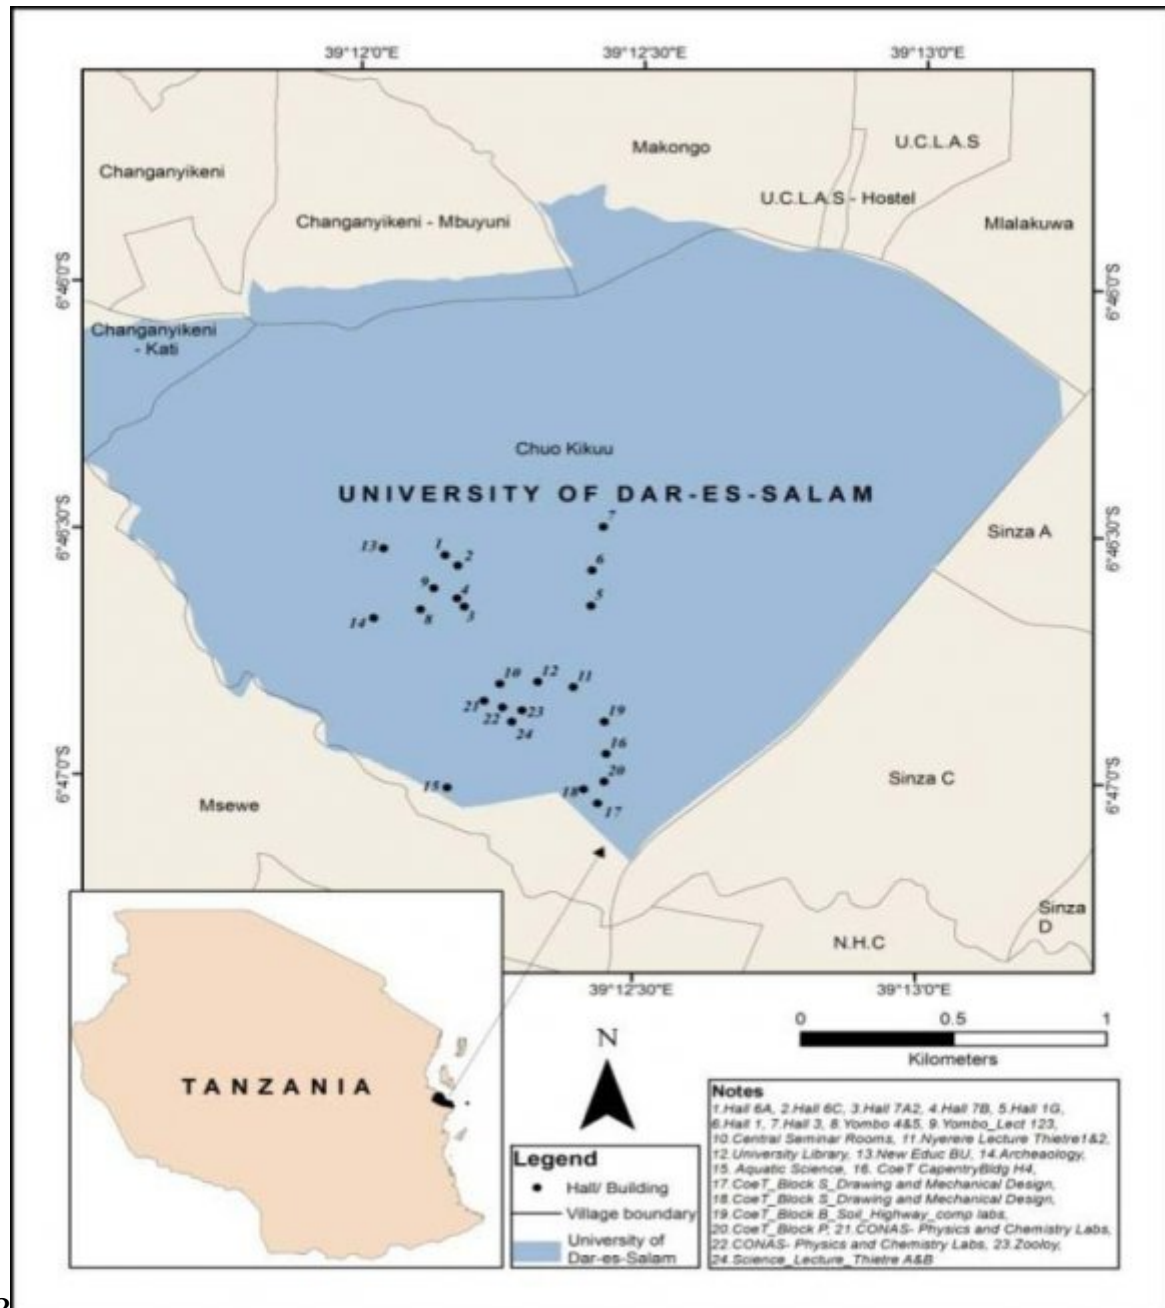 39°12'0"E 39°12'30"E 39°13'0"E
Makongo
U.C.L.A.S
Changanyikeni
U.C.L.A.S - Hostel
Changanyikeni - Mbuyuni
Mlalakuwa
6°46'0"S
6°46'0"S
Changanyikeni
- Kati
Chuo Kikuu
UNIVERSITY OF DAR-ES-SALAM
6°46'30"S
6°46'30"S
Sinza A
7
13
1
2
6
9
4
5
14
8
3
10
12
11
21
22
23
19
24
16
20
15
18
17
6°47'0"S
6°47'0"S
Sinza C
Msewe
Sinza
D
N.H.C
39°12'30"E 39°13'0"E
TANZANIA
N
0 0.5 1
Kilometers
Legend
Hall/ Building
Village boundary
University of
Dar-es-Salam
Notes
1.Hall 6A, 2.Hall 6C, 3.Hall 7A2, 4.Hall 7B, 5.Hall 1G,
6.Hall 1, 7.Hall 3, 8.Yombo 4&5, 9.Yombo_Lect 123,
10.Central Seminar Rooms, 11.Nyerere Lecture Thietre1&2,
12.University Library, 13.New Educ BU, 14.Archeaology,
15. Aquatic Science, 16. CoeT CapentryBldg H4,
17.CoeT_Block S_Drawing and Mechanical Design,
18.CoeT_Block S_Drawing and Mechanical Design,
19.CoeT_Block B_Soil_Highway_comp labs,
20.CoeT_Block P, 21.CONAS- Physics and Chemistry Labs,
22.CONAS- Physics and Chemistry Labs, 23.Zooloy,
24.Science_Lecture_Thietre A&B